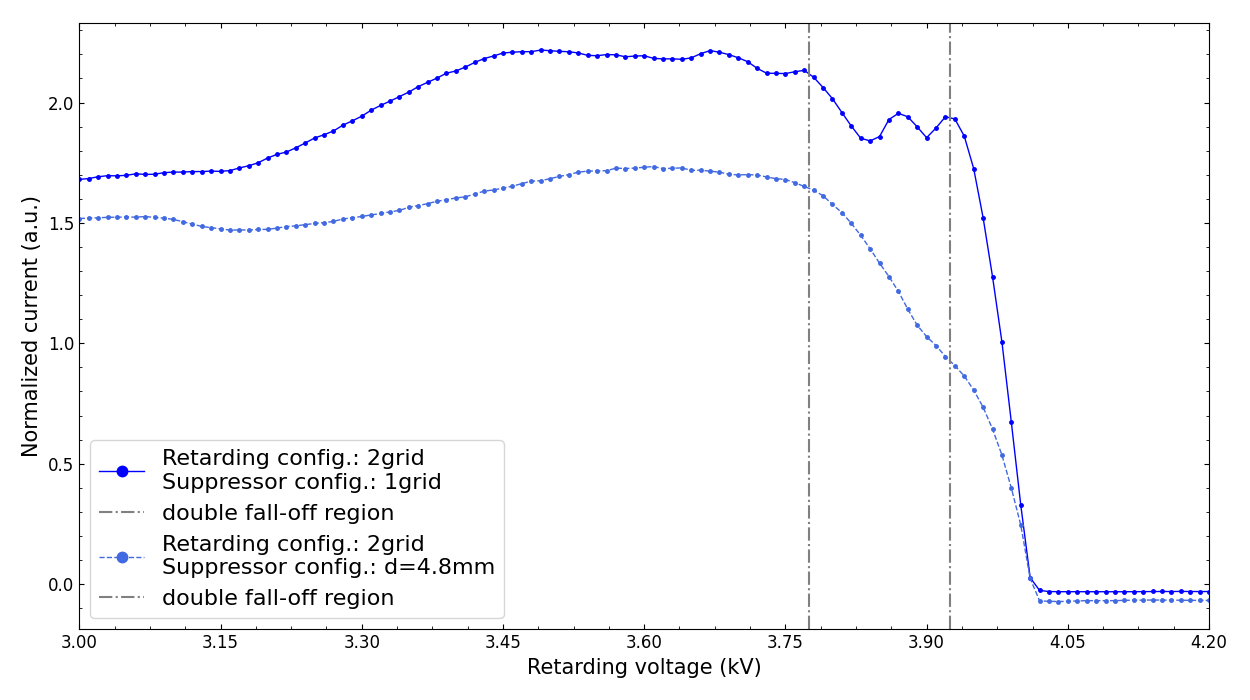 Normalized current (a.u.)
2.0
1.5
1.0
0.5
0.0
Retarding config.: 2grid
Suppressor config.: 1grid
double fall-off region
Retarding config.: 2grid
Suppressor config.: d=4.8mm
double fall-off region
3.00 3.15 3.30 3.45 3.60 3.75 3.90 4.05 4.20
Retarding voltage (kV)